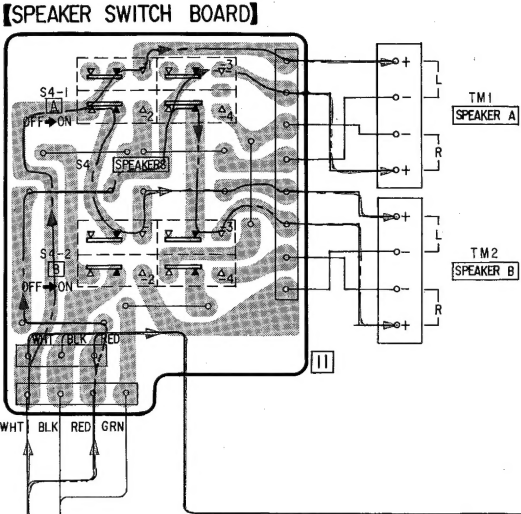 【SPEAKER SWITCH BOARD】
S4-1
A
OFF→ON
-3
-2
-4
S4
SPEAKERS
+
-
-
+
L
R
TM1
SPEAKER A
S4-2
B
OFF→ON
-3
-2
-4
+
-
-
+
L
R
TM2
SPEAKER B
WHT BLK RED
11
WHT BLK RED GRN